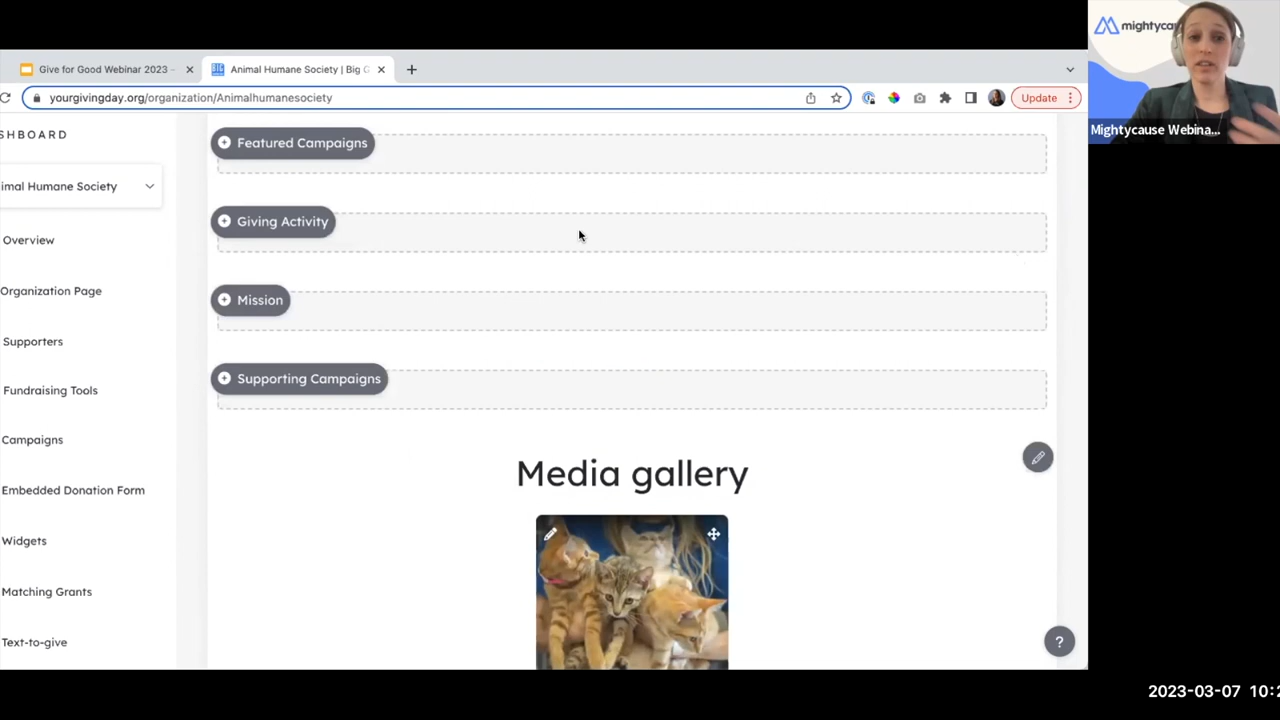 Give for Good Webinar 2023 -
Animal Humane Society | Big G
yourgivingday.org/organization/Animalhumanesociety
Update
mightycau
Mightycause Webina...
SHBOARD
imal Humane Society
Overview
Organization Page
Supporters
Fundraising Tools
Campaigns
Embedded Donation Form
Widgets
Matching Grants
Text-to-give
Featured Campaigns
Giving Activity
Mission
Supporting Campaigns
Media gallery
?
2023-03-07 10:2